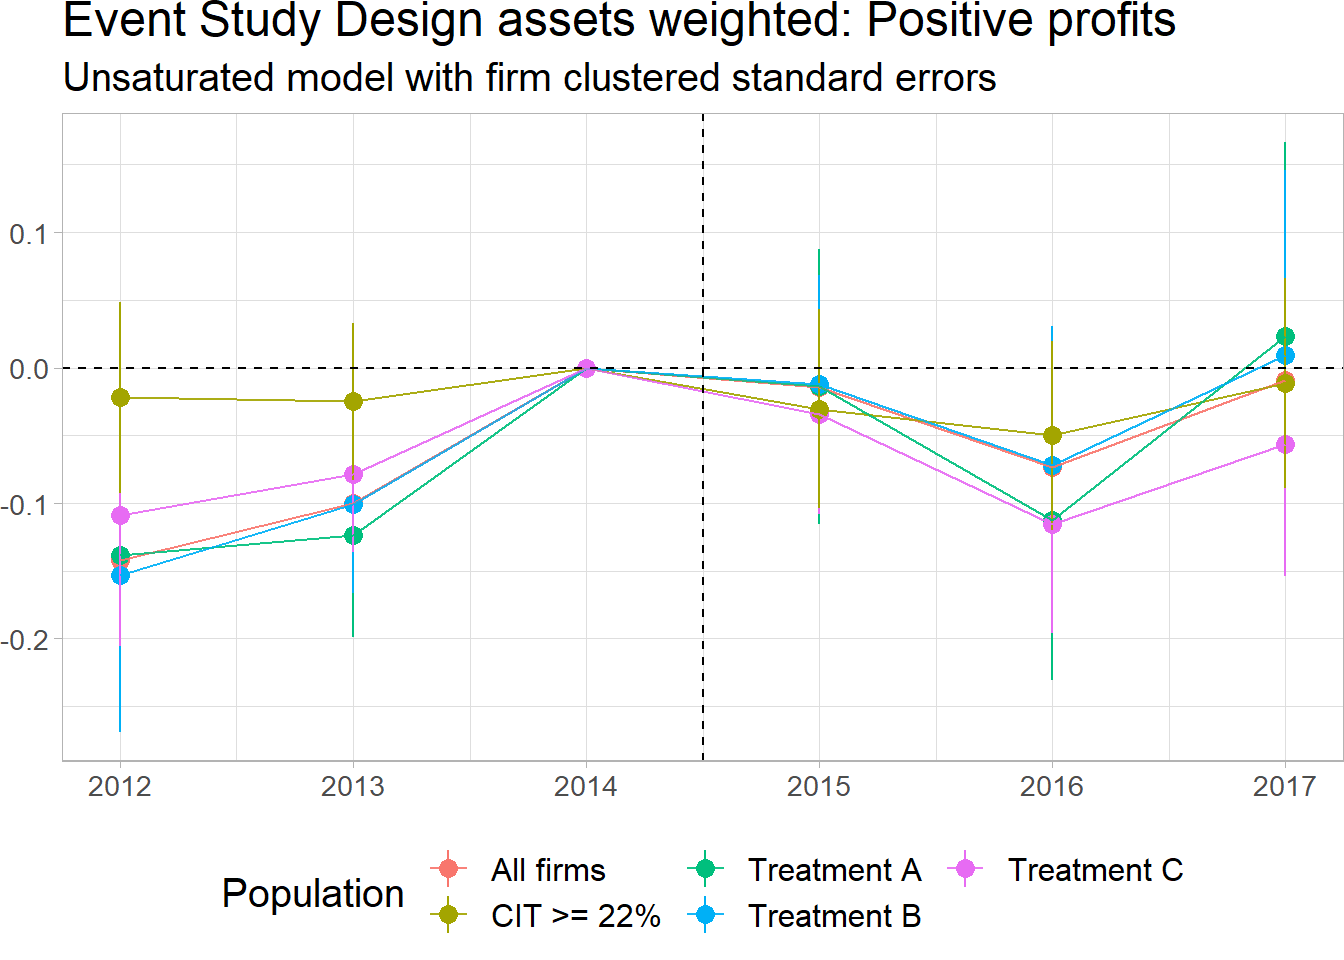 Event Study Design assets weighted: Positive profits
Unsaturated model with firm clustered standard errors
0.1
0.0
-0.1
-0.2
2012 2013 2014 2015 2016 2017
Population
All firms Treatment A Treatment C
CIT >= 22% Treatment B